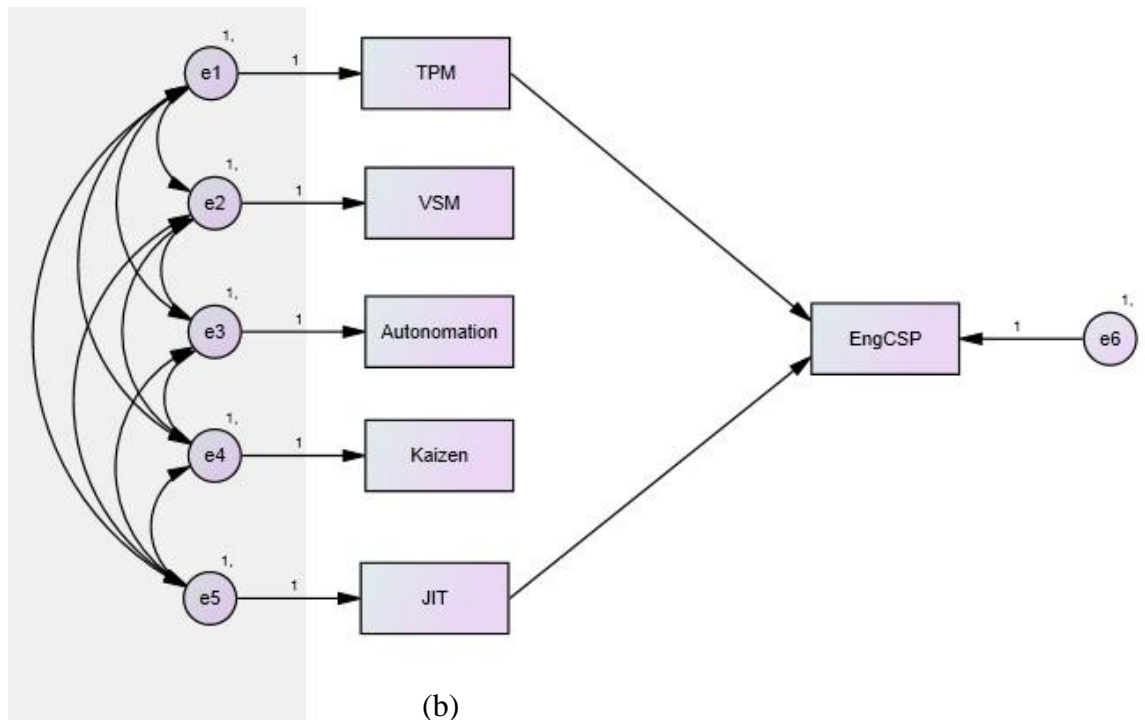 1,
e1
1
TPM
1,
e2
1
VSM
1,
e3
1
Autonomation
1,
e4
1
Kaizen
1,
e5
1
JIT
EngCSP
1
1,
e6
(b)